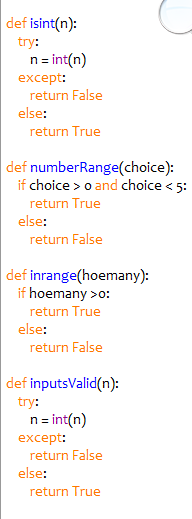 def isint(n):
try:
n = int(n)
except:
return False
else:
return True
def numberRange(choice):
if choice > 0 and choice < 5:
return True
else:
return False
def inrange(hoemany):
if hoemany >0:
return True
else:
return False
def inputsValid(n):
try:
n = int(n)
except:
return False
else:
return True